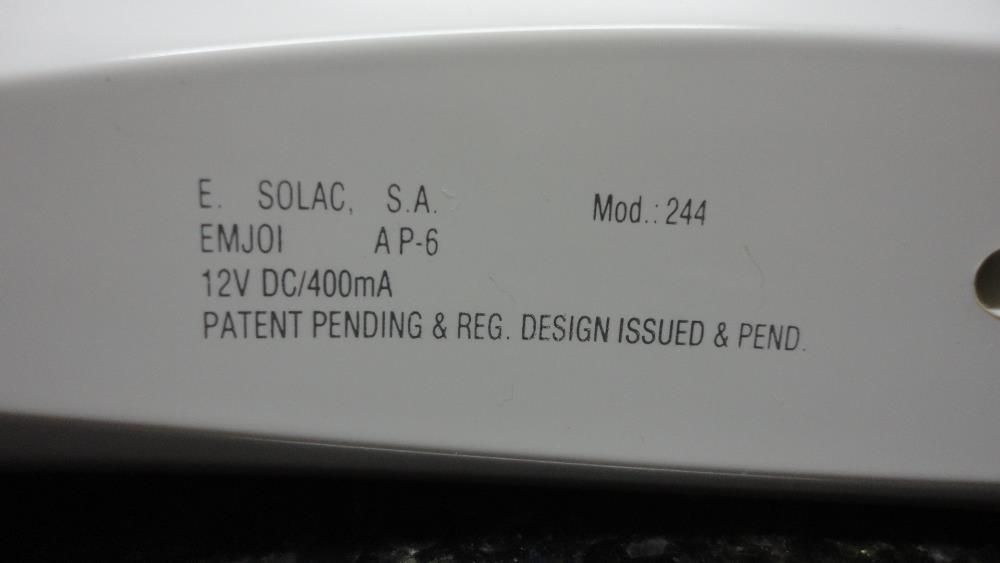 E. SOLAC, S.A. Mod.: 244
EMJOI AP-6
12V DC/400mA
PATENT PENDING & REG. DESIGN ISSUED & PEND.